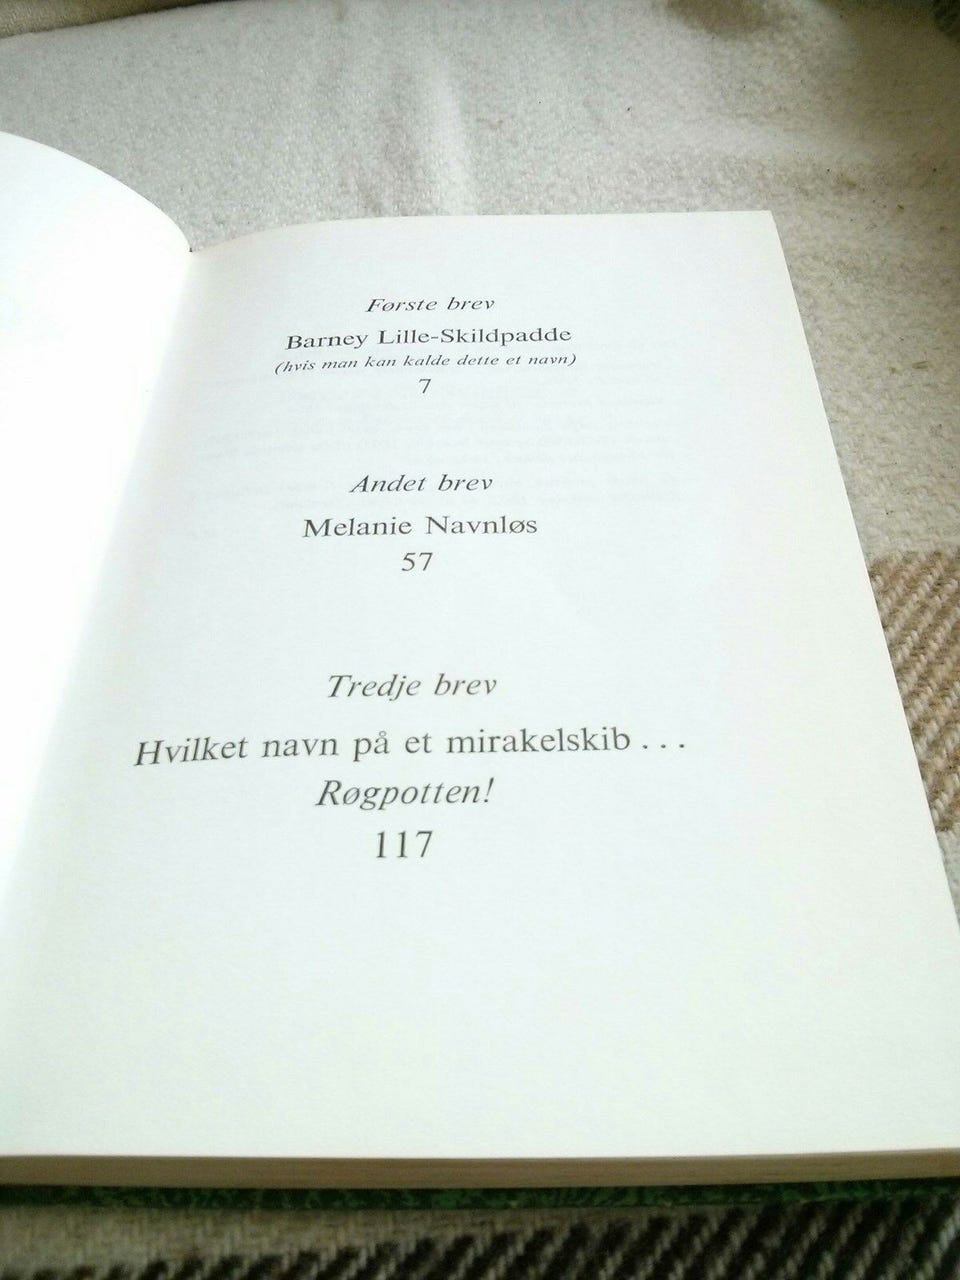 Første brev
Barney Lille-Skildpadde
(hvis man kan kalde dette et navn)
7
Andet brev
Melanie Navnløs
57
Tredje brev
Hvilket navn på et mirakelskib . . .
Røgpotten!
117